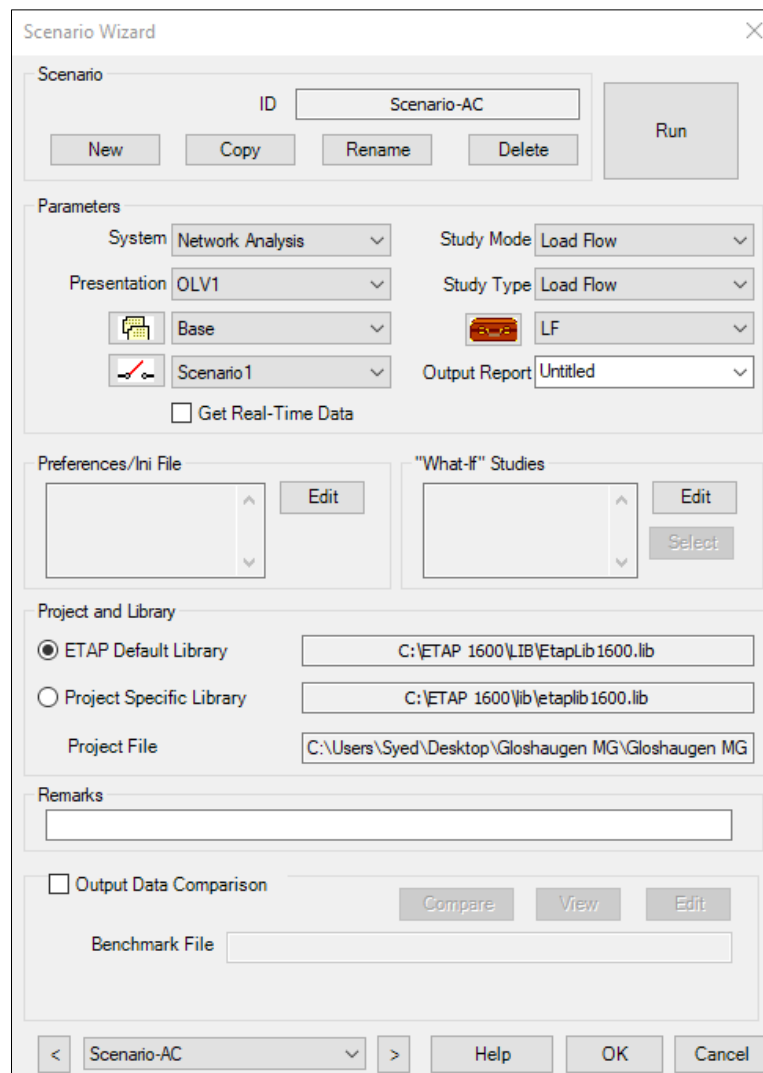 Scenario Wizard
Scenario
ID Scenario-AC
New Copy Rename Delete
Run
Parameters
System Network Analysis Study Mode Load Flow
Presentation OLV1 Study Type Load Flow
Base LF
Scenario1 Output Report Untitled
Get Real-Time Data
Preferences/Ini File
Edit
"What-If" Studies
Edit
Select
Project and Library
ETAP Default Library C:\ETAP 1600\LIB\EtapLib1600.lib
Project Specific Library C:\ETAP 1600\lib\etaplib1600.lib
Project File C:\Users\Syed\Desktop\Gloshaugen MG\Gloshaugen MG
Remarks
Output Data Comparison
Compare View Edit
Benchmark File
< Scenario-AC > Help OK Cancel